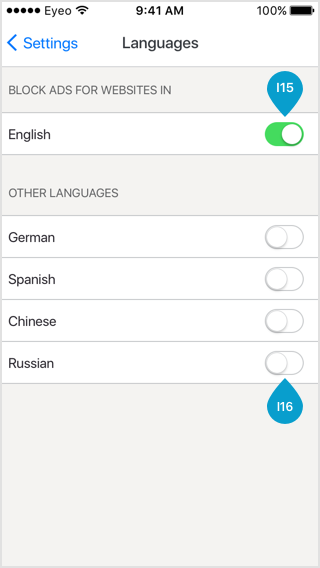 Eyeo 9:41 AM 100%
Settings Languages
BLOCK ADS FOR WEBSITES IN
I15
English
OTHER LANGUAGES
German
Spanish
Chinese
Russian
I16